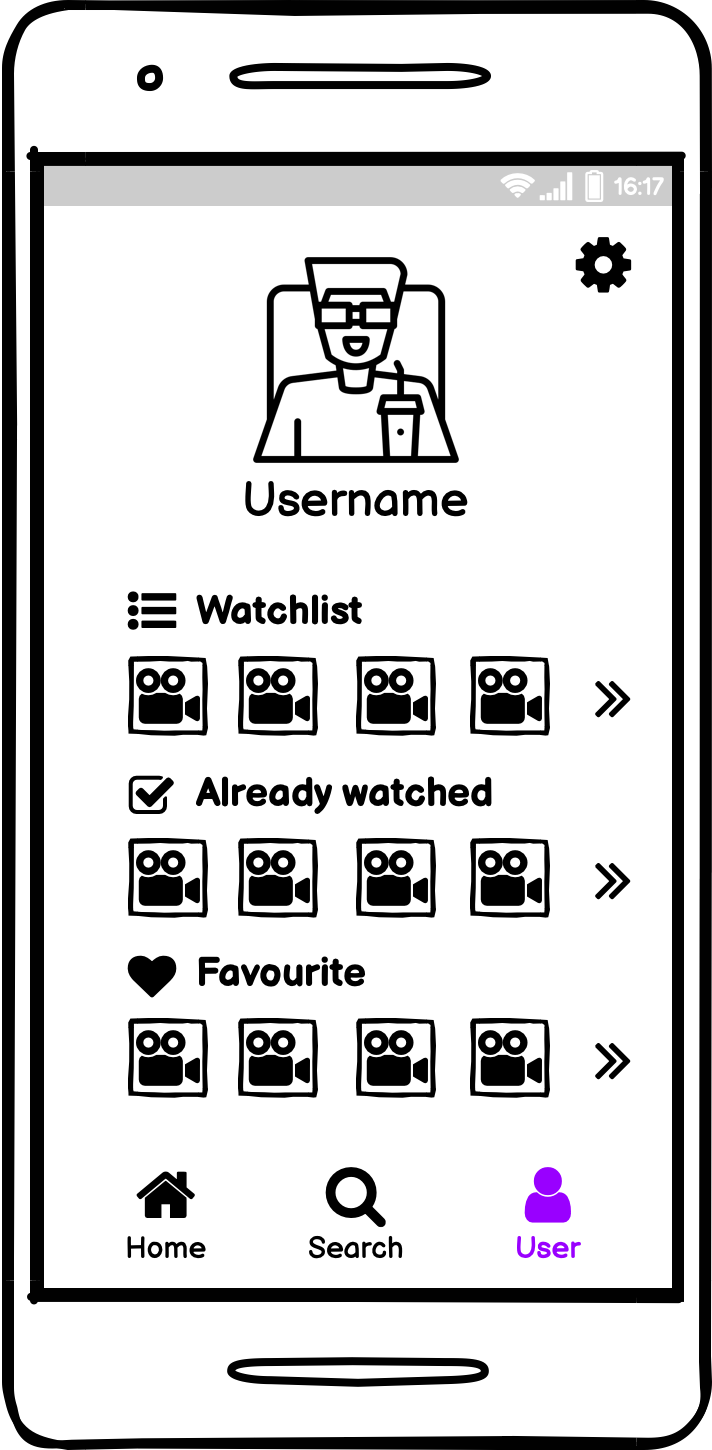 16:17
Username
Watchlist
Already watched
Favourite
Home
Search
User